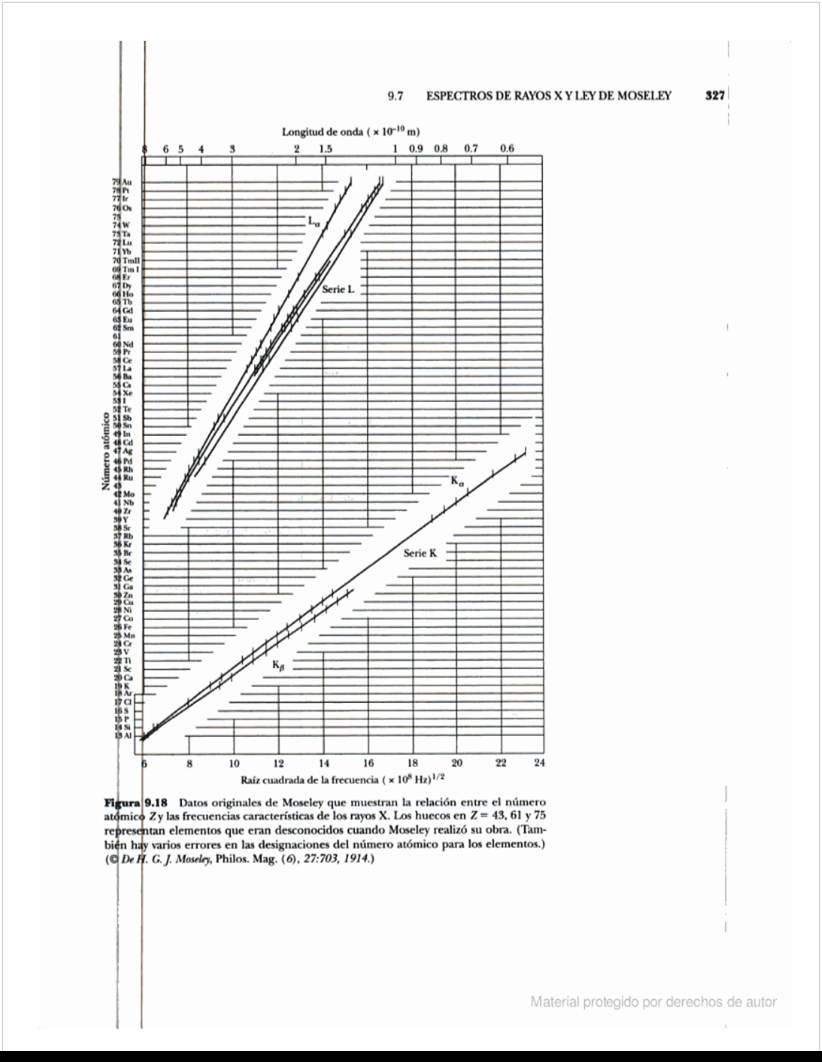 9.7 ESPECTROS DE RAYOS X Y LEY DE MOSELEY 327
Longitud de onda ( × 10⁻¹⁰ m)
8 6 5 4 3 2 1.5 1 0.9 0.8 0.7 0.6
79 Au
78 Pt
77 Ir
76 Os
75
74 W
73 Ta
72 Lu
71 Yb
70 TmII
69 Tm I
68 Er
67 Dy
66 Ho
65 Tb
64 Gd
63 Eu
62 Sm
61
60 Nd
59 Pr
58 Ce
57 La
56 Ba
55 Cs
54 Xe
53 I
52 Te
51 Sb
50 Sn
49 In
48 Cd
47 Ag
46 Pd
45 Rh
44 Ru
43
42 Mo
41 Nb
40 Zr
39 Y
38 Sr
37 Rb
36 Kr
35 Br
34 Se
33 As
32 Ge
31 Ga
30 Zn
29 Cu
28 Ni
27 Co
26 Fe
25 Mn
24 Cr
23 V
22 Ti
21 Sc
20 Ca
19 K
18 Ar
17 Cl
16 S
15 P
14 Si
13 Al
Número atómico
Lα
Serie L
Kα
Serie K
Kβ
6 8 10 12 14 16 18 20 22 24
Raíz cuadrada de la frecuencia ( × 10⁸ Hz)¹/²
Figura 9.18 Datos originales de Moseley que muestran la relación entre el número
atómico Z y las frecuencias características de los rayos X. Los huecos en Z = 43, 61 y 75
representan elementos que eran desconocidos cuando Moseley realizó su obra. (Tam-
bién hay varios errores en las designaciones del número atómico para los elementos.)
(© De H. G. J. Moseley, Philos. Mag. (6), 27:703, 1914.)
Material protegido por derechos de autor